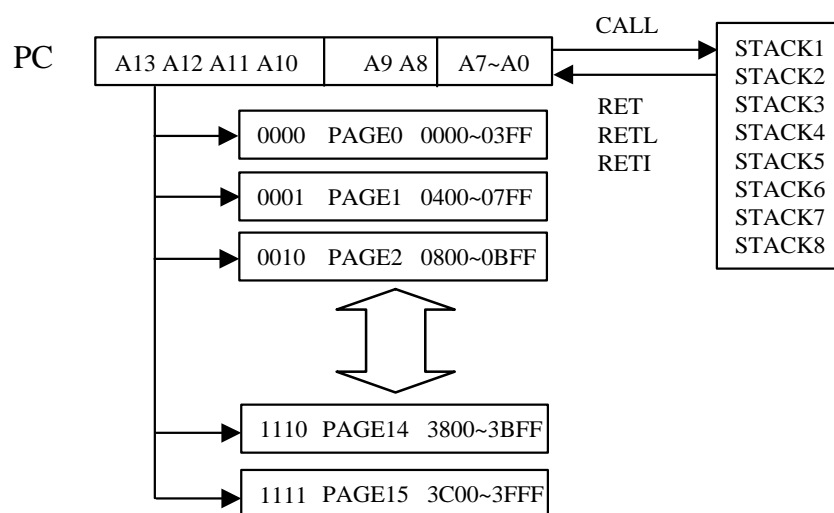 PC
A13 A12 A11 A10 A9 A8 A7~A0
CALL
RET
RETL
RETI
STACK1
STACK2
STACK3
STACK4
STACK5
STACK6
STACK7
STACK8
0000 PAGE0 0000~03FF
0001 PAGE1 0400~07FF
0010 PAGE2 0800~0BFF
1110 PAGE14 3800~3BFF
1111 PAGE15 3C00~3FFF